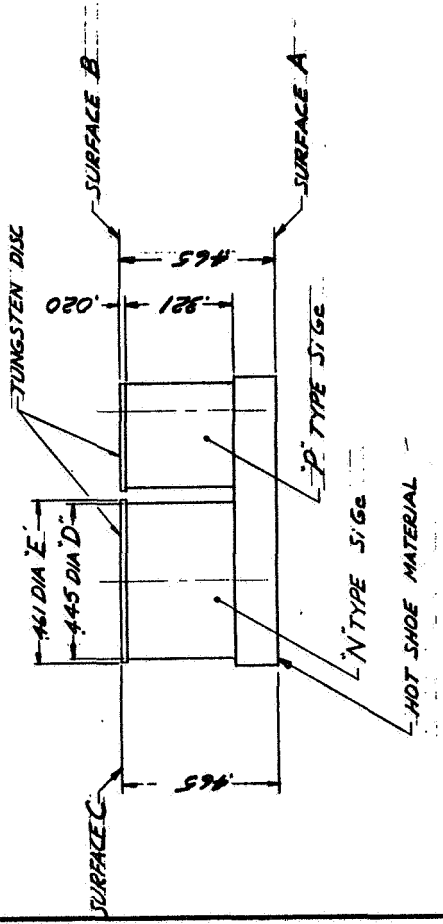 TUNGSTEN DISC
SURFACE B
SURFACE A
SURFACE C
.461 DIA "E"
.445 DIA "D"
.020
.321
.465
.465
"P" TYPE SiGe
"N" TYPE SiGe
HOT SHOE MATERIAL